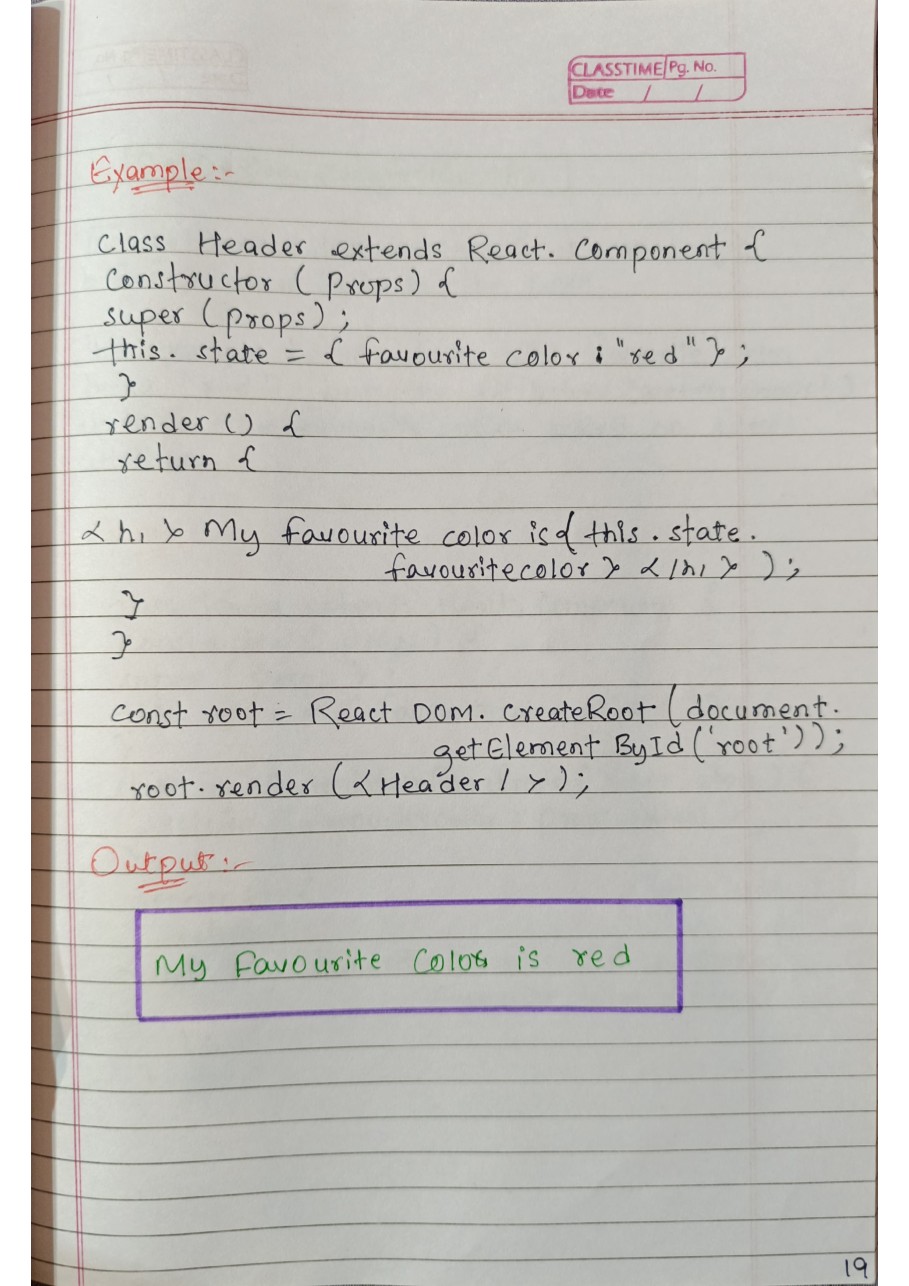 CLASSTIME Pg. No.
Date / /
Example:-
Class Header extends React. Component {
Constructor ( Props) {
super (props);
this. state = { favourite color : "red" };
}
render () {
return {
< h1 > My favourite color is { this . state .
favouritecolor } < /h1 > );
}
}
const root = React DOM. createRoot ( document.
getElement ById ('root'));
root. render (< Header / >);
Output:-
My Favourite Color is red
19